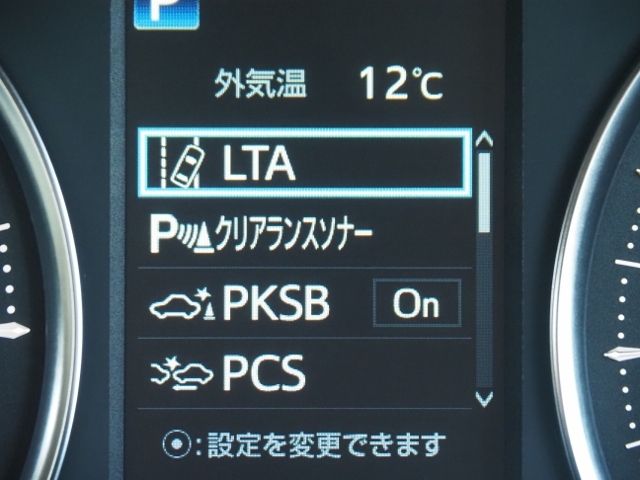 P
外気温 12℃
LTA
Pクリアランスソナー
PKSB On
PCS
⦿:設定を変更できます